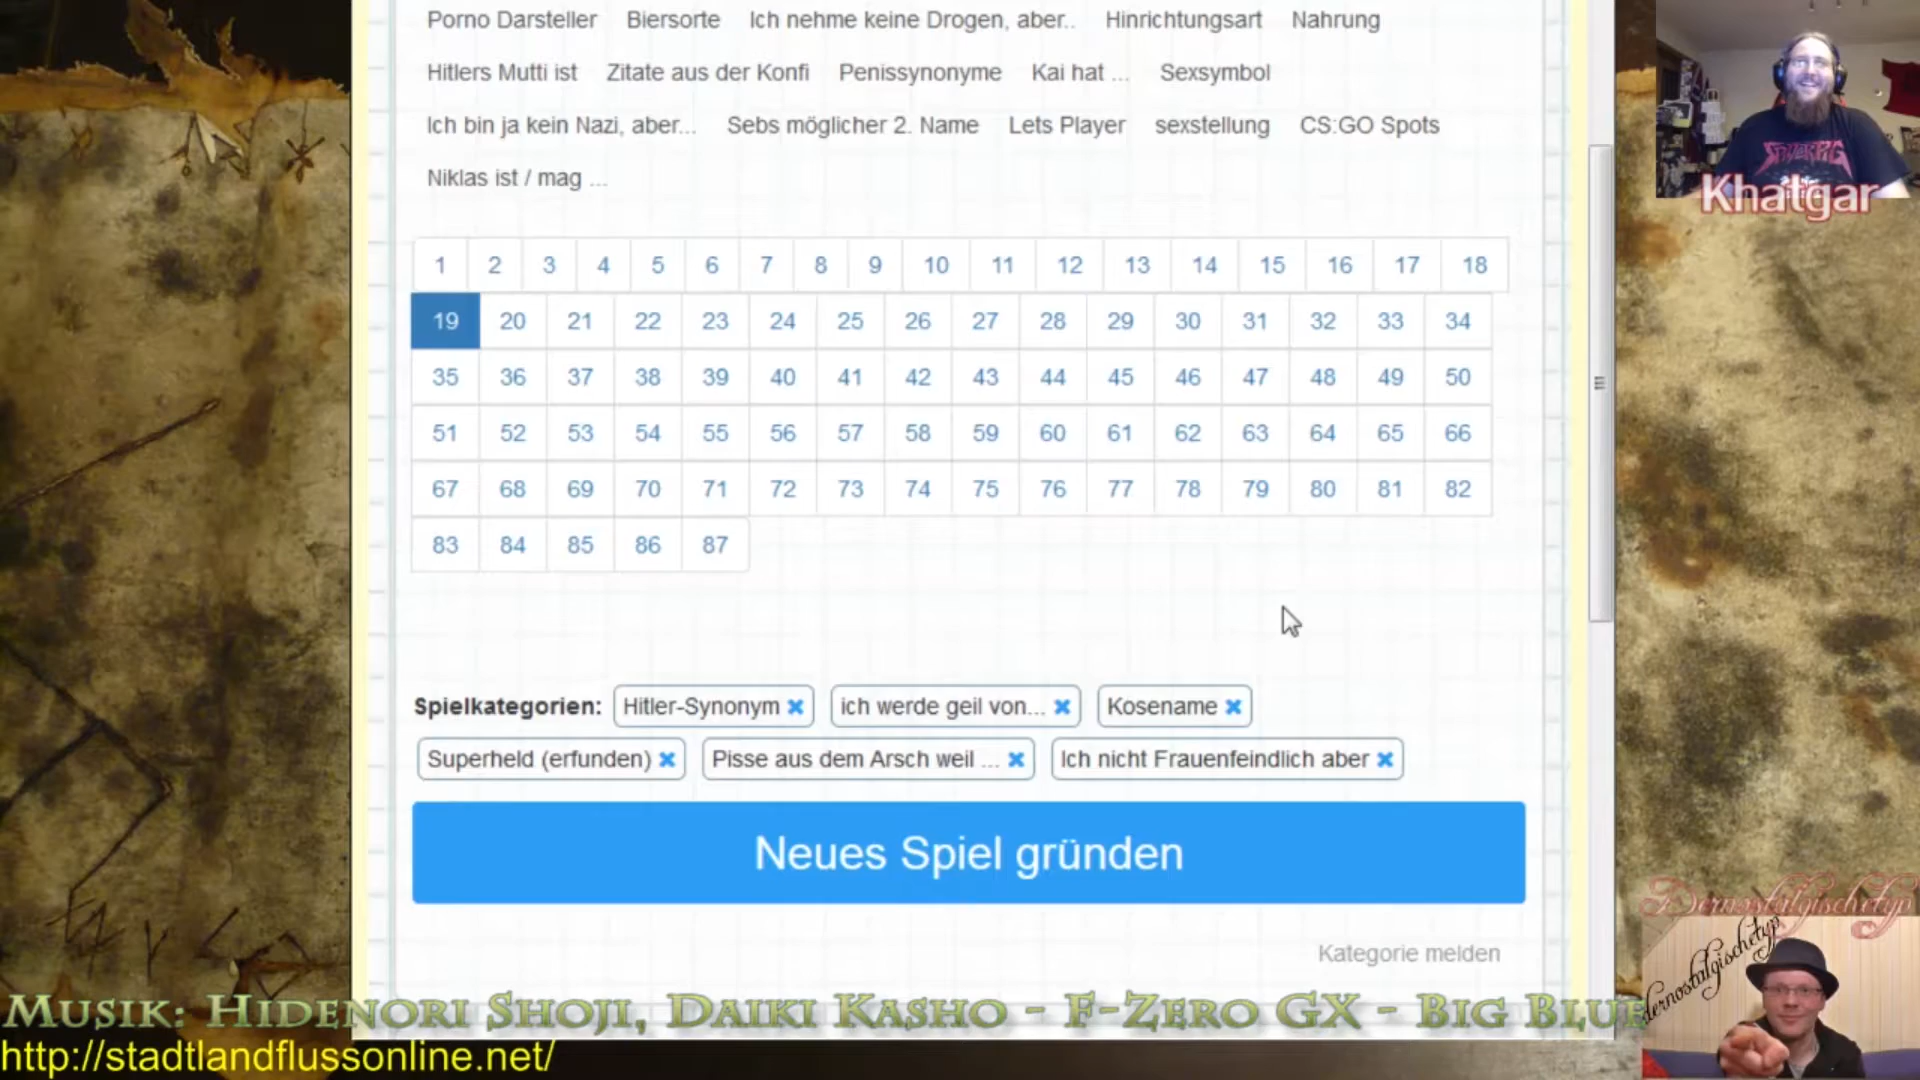 Porno Darsteller Biersorte Ich nehme keine Drogen, aber.. Hinrichtungsart Nahrung
Hitlers Mutti ist Zitate aus der Konfi Penissynonyme Kai hat ... Sexsymbol
Ich bin ja kein Nazi, aber... Sebs möglicher 2. Name Lets Player sexstellung CS:GO Spots
Niklas ist / mag ...
Khatgar
1 2 3 4 5 6 7 8 9 10 11 12 13 14 15 16 17 18
19 20 21 22 23 24 25 26 27 28 29 30 31 32 33 34
35 36 37 38 39 40 41 42 43 44 45 46 47 48 49 50
51 52 53 54 55 56 57 58 59 60 61 62 63 64 65 66
67 68 69 70 71 72 73 74 75 76 77 78 79 80 81 82
83 84 85 86 87
Spielkategorien: Hitler-Synonym ich werde geil von... Kosename
Superheld (erfunden) Pisse aus dem Arsch weil ... Ich nicht Frauenfeindlich aber
Neues Spiel gründen
Kategorie melden
Dernostalgischetyp
dernostalgischetyp
Musik: Hidenori Shoji, Daiki Kasho - F-Zero GX - Big Blue
http://stadtlandflussonline.net/